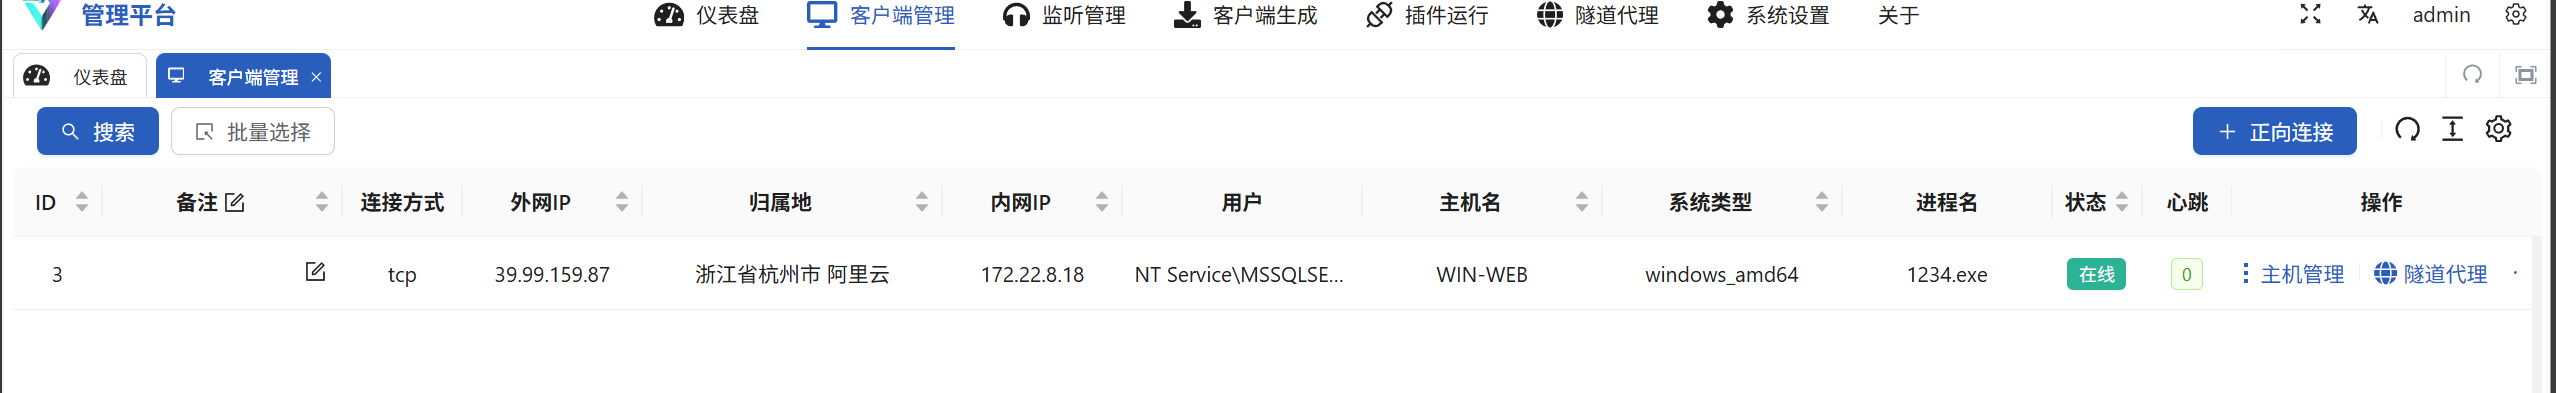 管理平台 仪表盘 客户端管理 监听管理 客户端生成 插件运行 隧道代理 系统设置 关于 admin
仪表盘 客户端管理
搜索 批量选择 正向连接
ID 备注 连接方式 外网IP 归属地 内网IP 用户 主机名 系统类型 进程名 状态 心跳 操作
3 tcp 39.99.159.87 浙江省杭州市 阿里云 172.22.8.18 NT Service\MSSQLSE... WIN-WEB windows_amd64 1234.exe 在线 0 主机管理 隧道代理